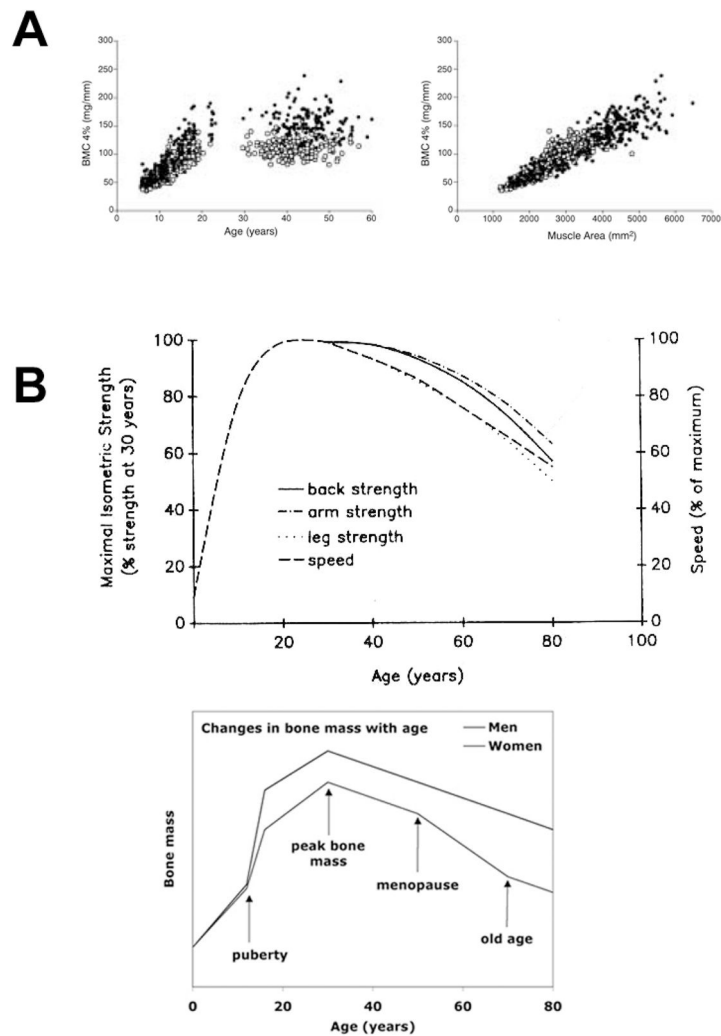 A
300
250
200
150
100
50
0
BMC 4% (mg/mm)
0 10 20 30 40 50 60
Age (years)
300
250
200
150
100
50
0
BMC 4% (mg/mm)
0 1000 2000 3000 4000 5000 6000 7000
Muscle Area (mm²)
B
100
80
60
40
20
0
Maximal Isometric Strength
(% strength at 30 years)
back strength
arm strength
leg strength
speed
100
80
60
40
20
0
Speed (% of maximum)
20 40 60 80 100
Age (years)
Changes in bone mass with age
Men
Women
Bone mass
peak bone
mass
menopause
puberty
old age
0 20 40 60 80
Age (years)